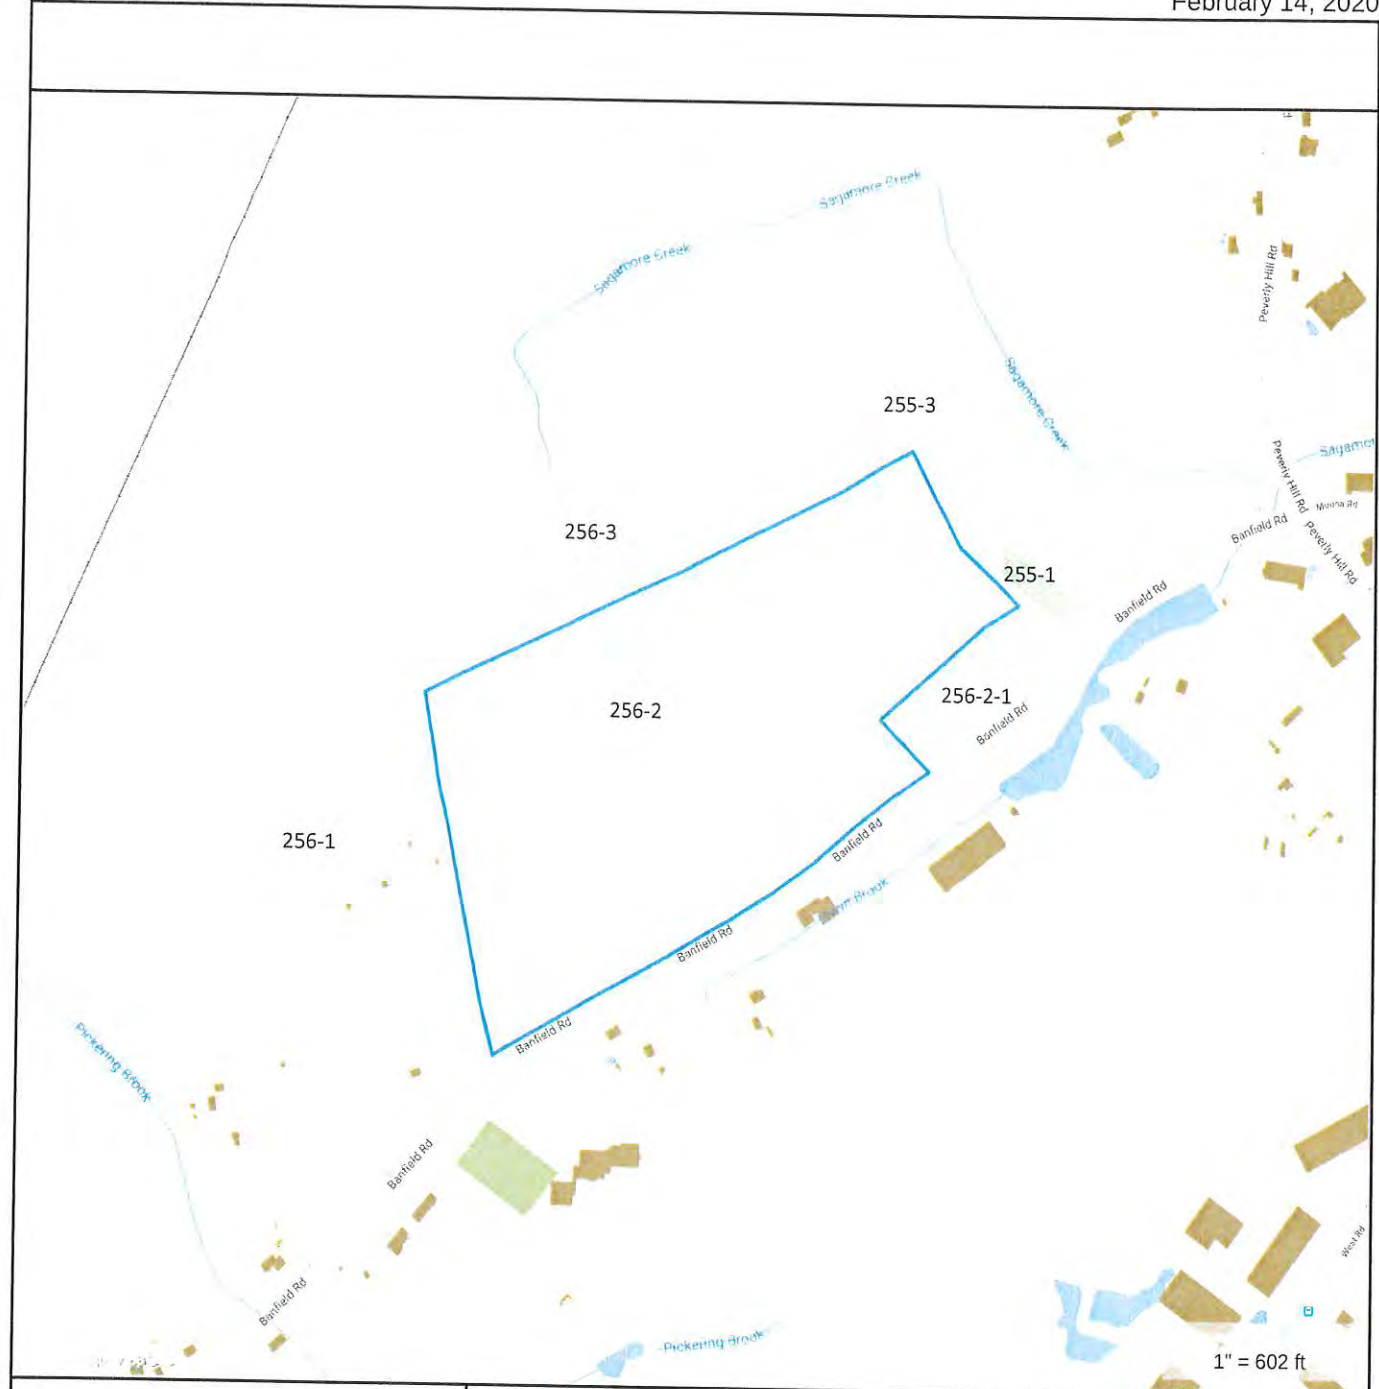 February 14, 2020
Sagamore Creek
Sagamore Creek
Peverly Hill Rd
Sagamore Creek
255-3
Peverly Hill Rd
256-3
Banfield Rd
Peverly Hill Rd
255-1
Banfield Rd
256-2-1
256-2
Banfield Rd
256-1
Banfield Rd
Brook
Banfield Rd
Banfield Rd
Pickering Brook
Banfield Rd
West Rd
Banfield Rd
Pickering Brook
1" = 602 ft